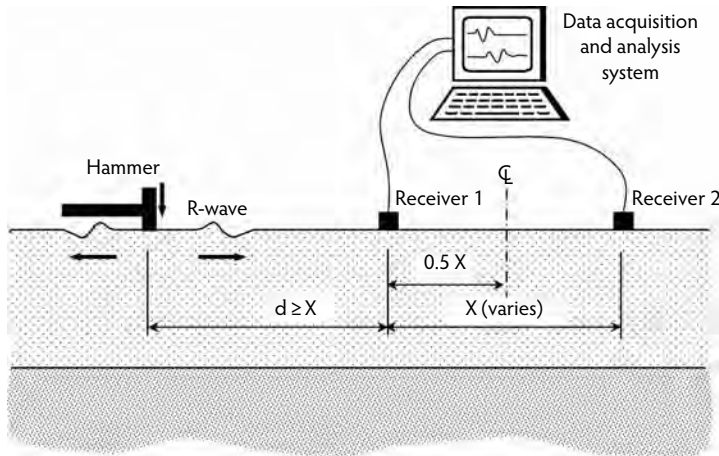 Data acquisition
and analysis
system
Hammer
R-wave
℄
Receiver 1
Receiver 2
0.5 X
d ≥ X
X (varies)